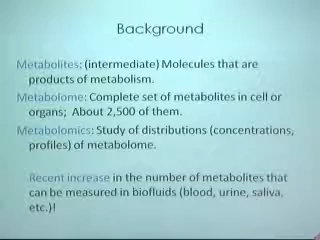 Background
Metabolites: (intermediate) Molecules that are
products of metabolism.
Metabolome: Complete set of metabolites in cell or
organs;  About 2,500 of them.
Metabolomics: Study of distributions (concentrations,
profiles) of metabolome.
Recent increase in the number of metabolites that
can be measured in biofluids (blood, urine, saliva,
etc.)!